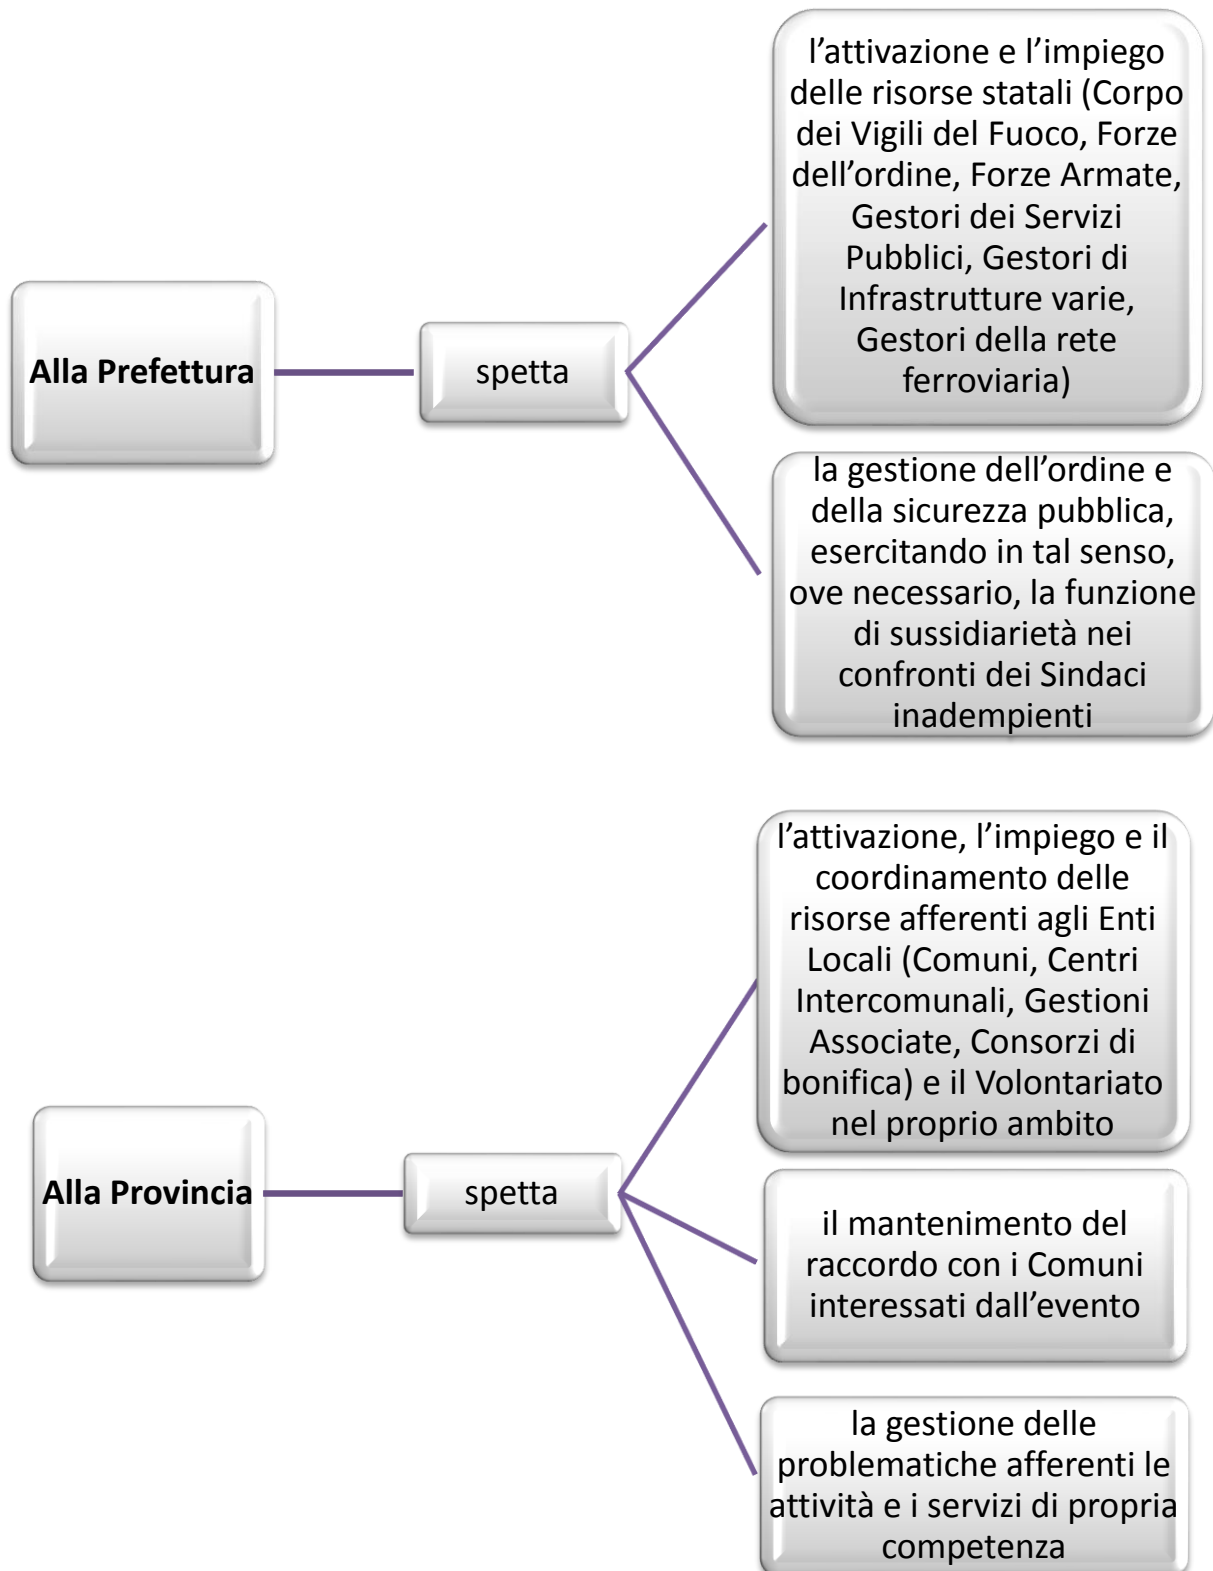 Alla Prefettura
spetta
l’attivazione e l’impiego
delle risorse statali (Corpo
dei Vigili del Fuoco, Forze
dell’ordine, Forze Armate,
Gestori dei Servizi
Pubblici, Gestori di
Infrastrutture varie,
Gestori della rete
ferroviaria)
la gestione dell’ordine e
della sicurezza pubblica,
esercitando in tal senso,
ove necessario, la funzione
di sussidiarietà nei
confronti dei Sindaci
inadempienti
Alla Provincia
spetta
l’attivazione, l’impiego e il
coordinamento delle
risorse afferenti agli Enti
Locali (Comuni, Centri
Intercomunali, Gestioni
Associate, Consorzi di
bonifica) e il Volontariato
nel proprio ambito
il mantenimento del
raccordo con i Comuni
interessati dall’evento
la gestione delle
problematiche afferenti le
attività e i servizi di propria
competenza